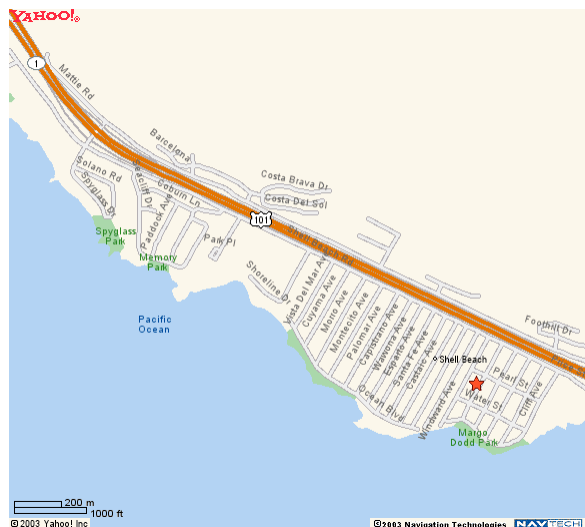 YAHOO!®
1
Mattie Rd
Barcelona
Solano Rd
Spyglass Dr
Seacliff Dr
Coburn Ln
Paddock Ave
Costa Brava Dr
Costa Del Sol
101
Spyglass
Park
Memory
Park
Park Pl
Shell Beach Rd
Shoreline Dr
Vista Del Mar Ave
Cuyama Ave
Morro Ave
Montecito Ave
Palomar Ave
Capistrano Ave
Wawona Ave
Esparto Ave
Santa Fe Ave
Castaic Ave
Pacific
Ocean
Foothill Dr
Price St
Shell Beach
Pearl St
Water St
Cliff Ave
Windward Ave
Ocean Blvd
Margo
Dodd Park
200 m
1000 ft
©2003 Yahoo! Inc
©2003 Navigation Technologies
NAVTECH